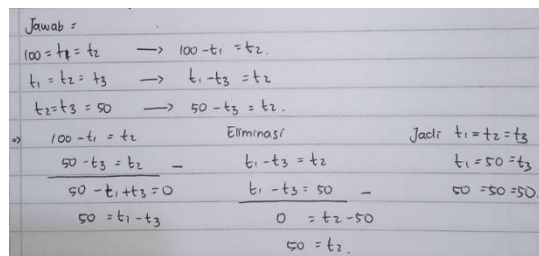 Jawab =
100 = t1 = t2 → 100 - t1 = t2.
t1 = t2 = t3 → t1 - t3 = t2
t2 = t3 = 50 → 50 - t3 = t2.
⇒ 100 - t1 = t2
50 - t3 = t2 -
50 - t1 + t3 = 0
50 = t1 - t3
Eliminasi
t1 - t3 = t2
t1 - t3 = 50 -
0 = t2 - 50
50 = t2.
Jadi t1 = t2 = t3
t1 = 50 = t3
50 = 50 = 50.